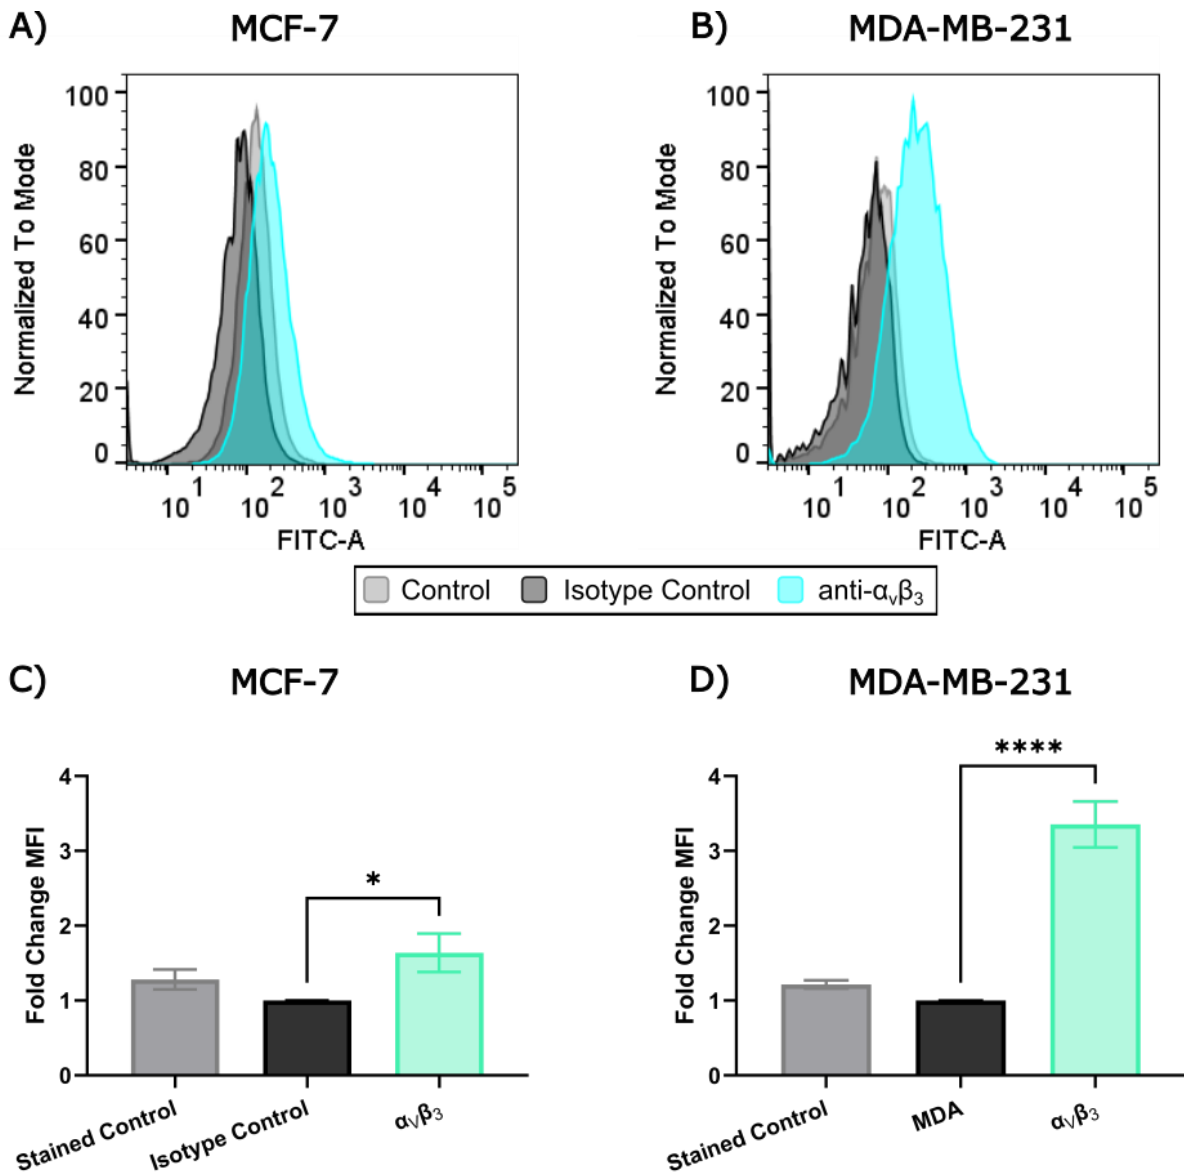 A)
MCF-7
B)
MDA-MB-231
Normalized To Mode
100
80
60
40
20
0
10^1 10^2 10^3 10^4 10^5
FITC-A
Normalized To Mode
100
80
60
40
20
0
10^1 10^2 10^3 10^4 10^5
FITC-A
Control Isotype Control anti-αvβ3
C)
MCF-7
D)
MDA-MB-231
Fold Change MFI
4
3
2
1
0
*
Stained Control
Isotype Control
αVβ3
Fold Change MFI
4
3
2
1
0
****
Stained Control
MDA
αVβ3